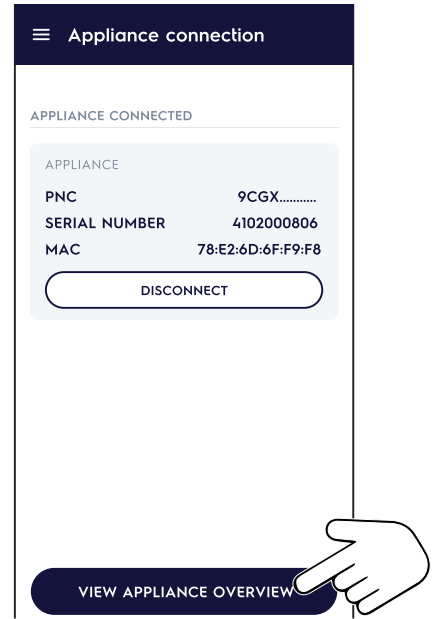 Appliance connection
APPLIANCE CONNECTED
APPLIANCE
PNC 9CGX...........
SERIAL NUMBER 4102000806
MAC 78:E2:6D:6F:F9:F8
DISCONNECT
VIEW APPLIANCE OVERVIEW